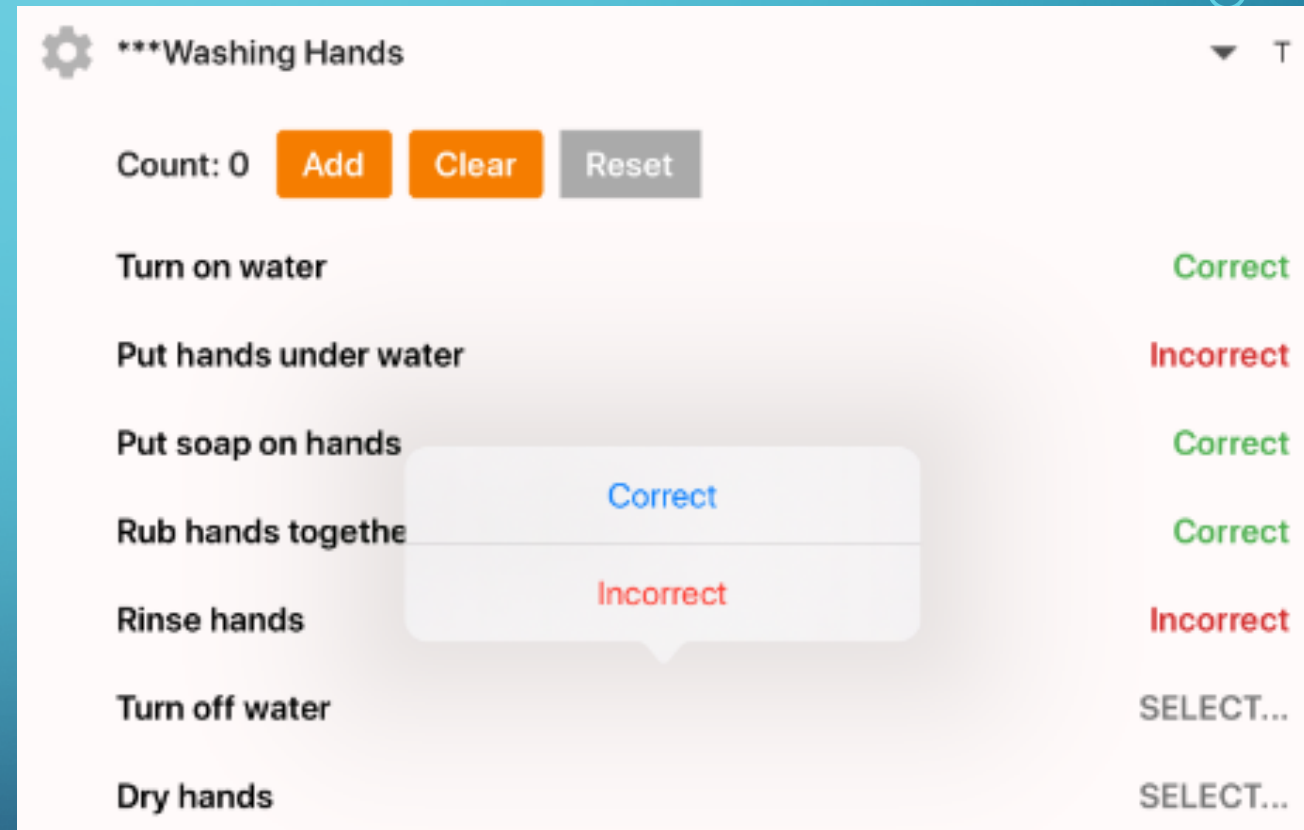 ***Washing Hands T
Count: 0 Add Clear Reset
Turn on water Correct
Put hands under water Incorrect
Put soap on hands Correct
Correct
Rub hands togethe Correct
Incorrect
Rinse hands Incorrect
Turn off water SELECT...
Dry hands SELECT...